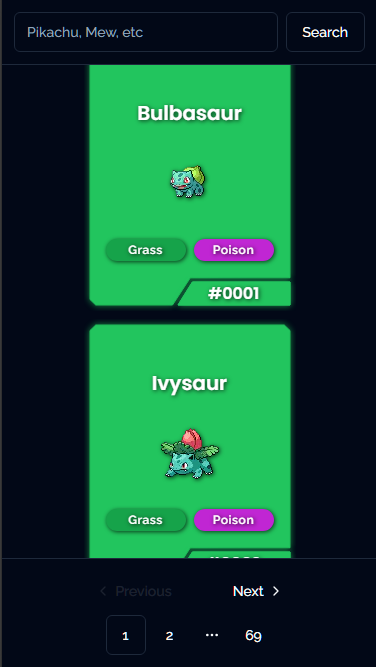 Pikachu, Mew, etc
Search
Bulbasaur
Grass
Poison
#0001
Ivysaur
Grass
Poison
Previous
Next
1
2
...
69